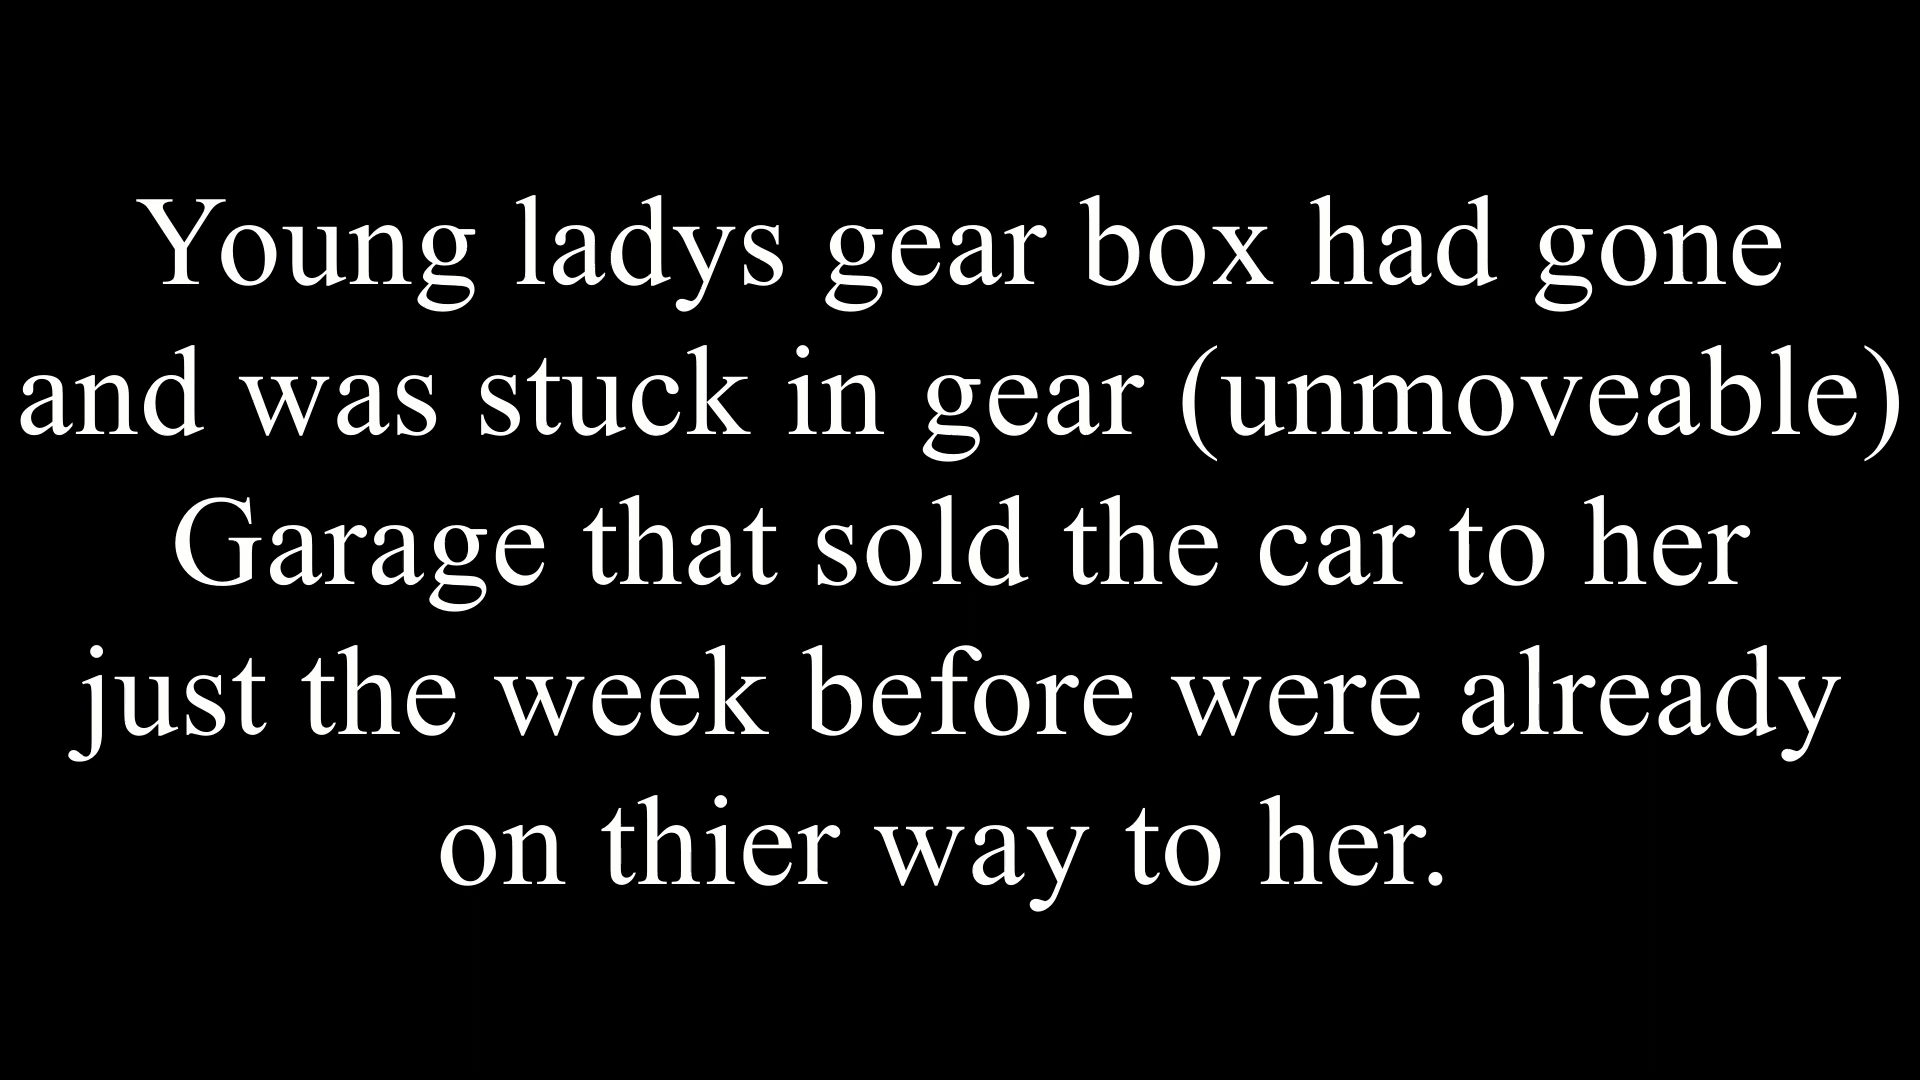 Young ladys gear box had gone
and was stuck in gear (unmoveable)
Garage that sold the car to her
just the week before were already
on thier way to her.